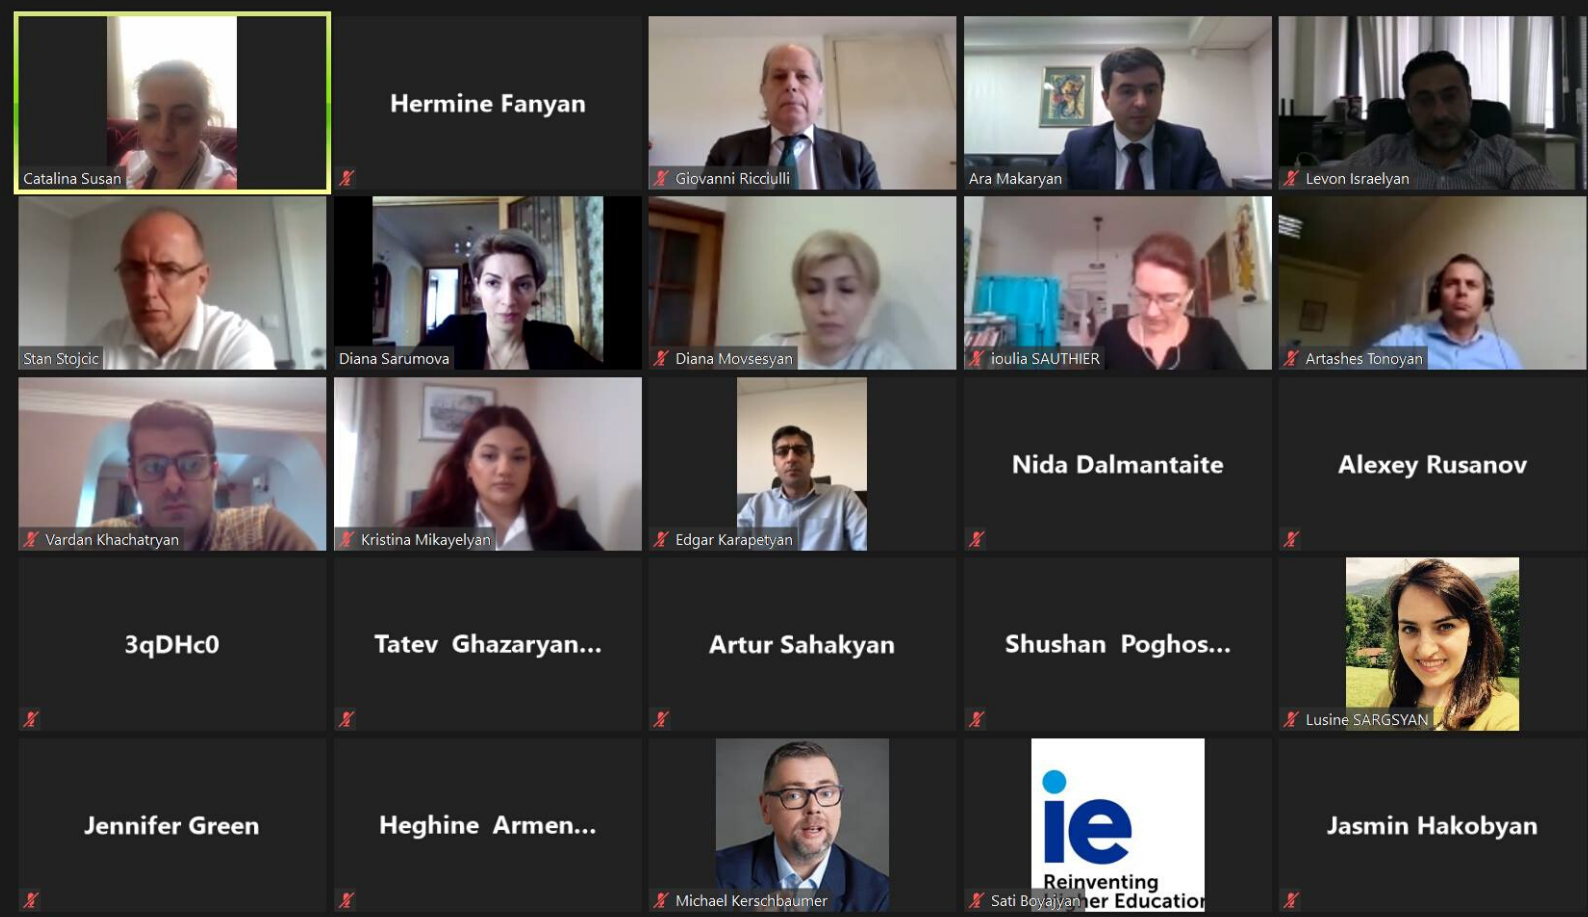 Catalina Susan
Hermine Fanyan
Giovanni Ricciulli
Ara Makaryan
Levon Israelyan
Stan Stojcic
Diana Sarumova
Diana Movsesyan
ioulia SAUTHIER
Artashes Tonoyan
Vardan Khachatryan
Kristina Mikayelyan
Edgar Karapetyan
Nida Dalmantaite
Alexey Rusanov
3qDHc0
Tatev Ghazaryan...
Artur Sahakyan
Shushan Poghos...
Lusine SARGSYAN
Jennifer Green
Heghine Armen...
Michael Kerschbaumer
ie
Reinventing
Higher Education
Sati Boyajyan
Jasmin Hakobyan